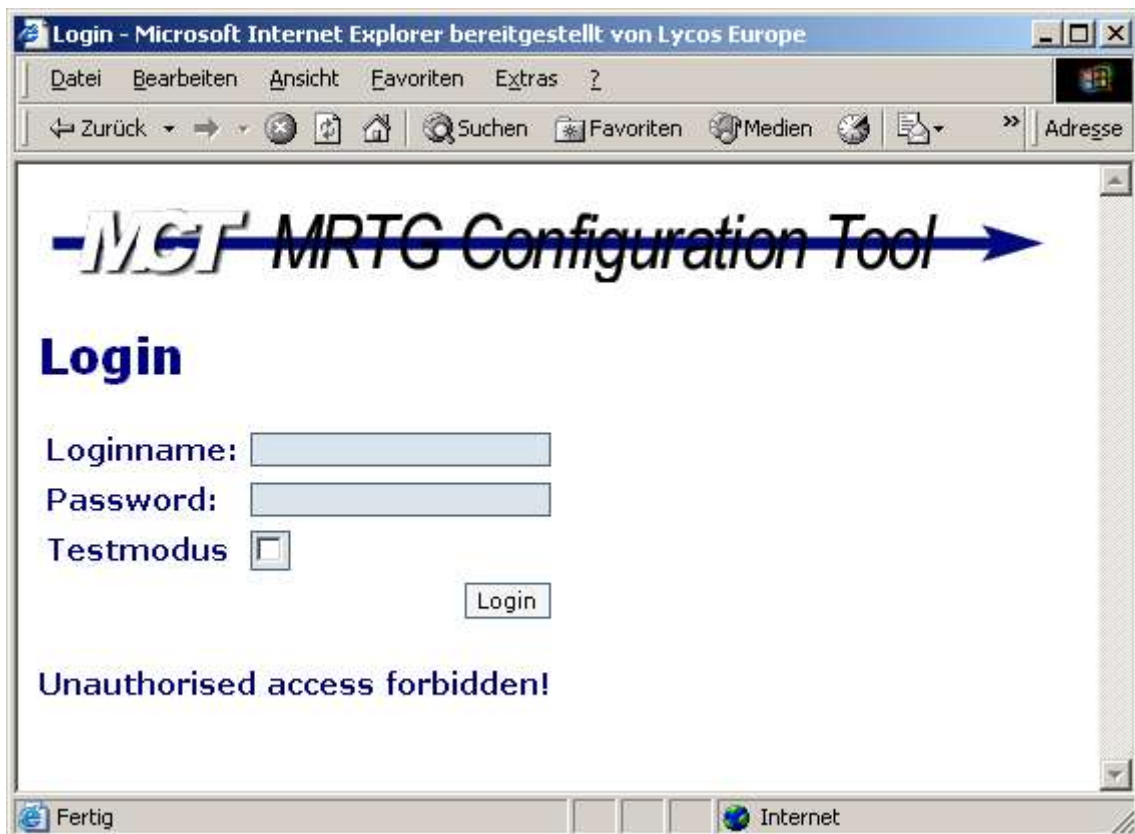 Login - Microsoft Internet Explorer bereitgestellt von Lycos Europe
Datei Bearbeiten Ansicht Favoriten Extras ?
Zurück Suchen Favoriten Medien » Adresse
MCT MRTG Configuration Tool
Login
Loginname:
Password:
Testmodus
Login
Unauthorised access forbidden!
Fertig Internet